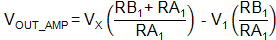 V_OUT_AMP = V_X ( (RB_1 + RA_1) / RA_1 ) - V_1 ( RB_1 / RA_1 )